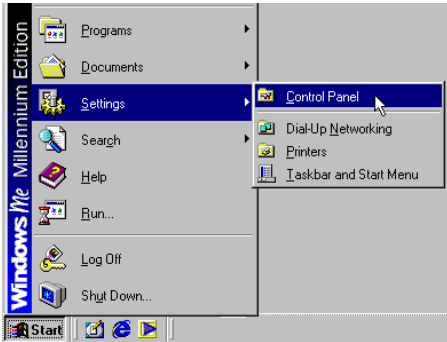 Windows Me Millennium Edition
Programs
Documents
Settings
Search
Help
Run...
Log Off
Shut Down...
Control Panel
Dial-Up Networking
Printers
Taskbar and Start Menu
Start